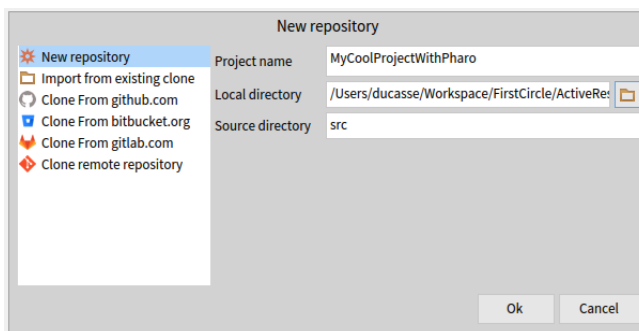 New repository
New repository
Import from existing clone
Clone From github.com
Clone From bitbucket.org
Clone From gitlab.com
Clone remote repository
Project name MyCoolProjectWithPharo
Local directory /Users/ducasse/Workspace/FirstCircle/ActiveRes
Source directory src
Ok Cancel